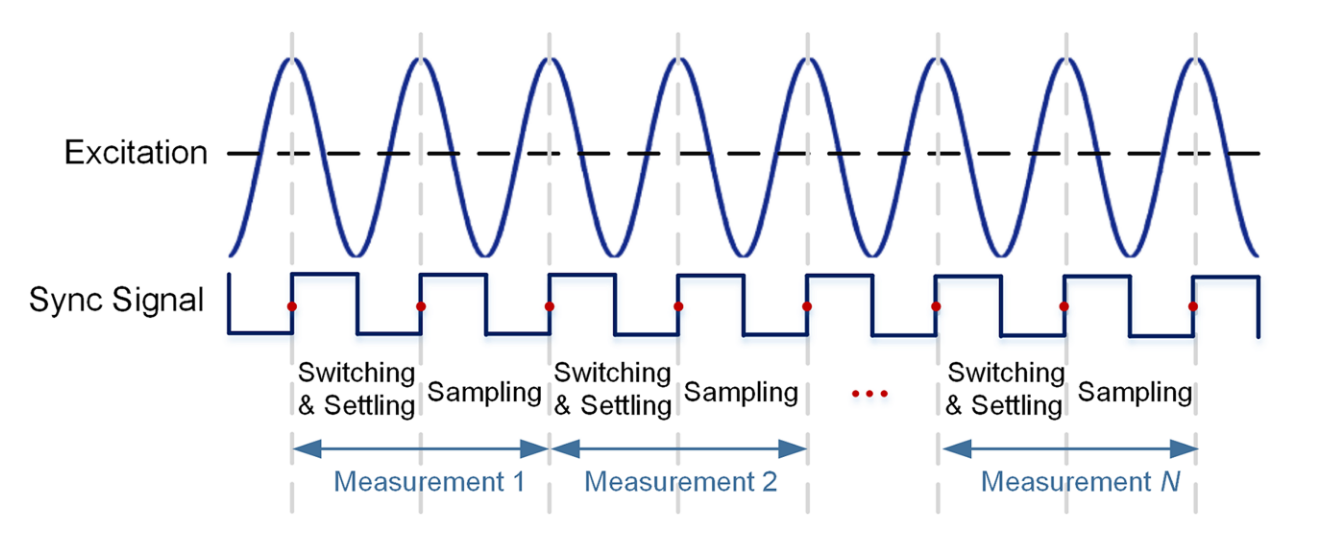 Excitation
Sync Signal
Switching
& Settling
Sampling
Switching
& Settling
Sampling
...
Switching
& Settling
Sampling
Measurement 1
Measurement 2
Measurement N